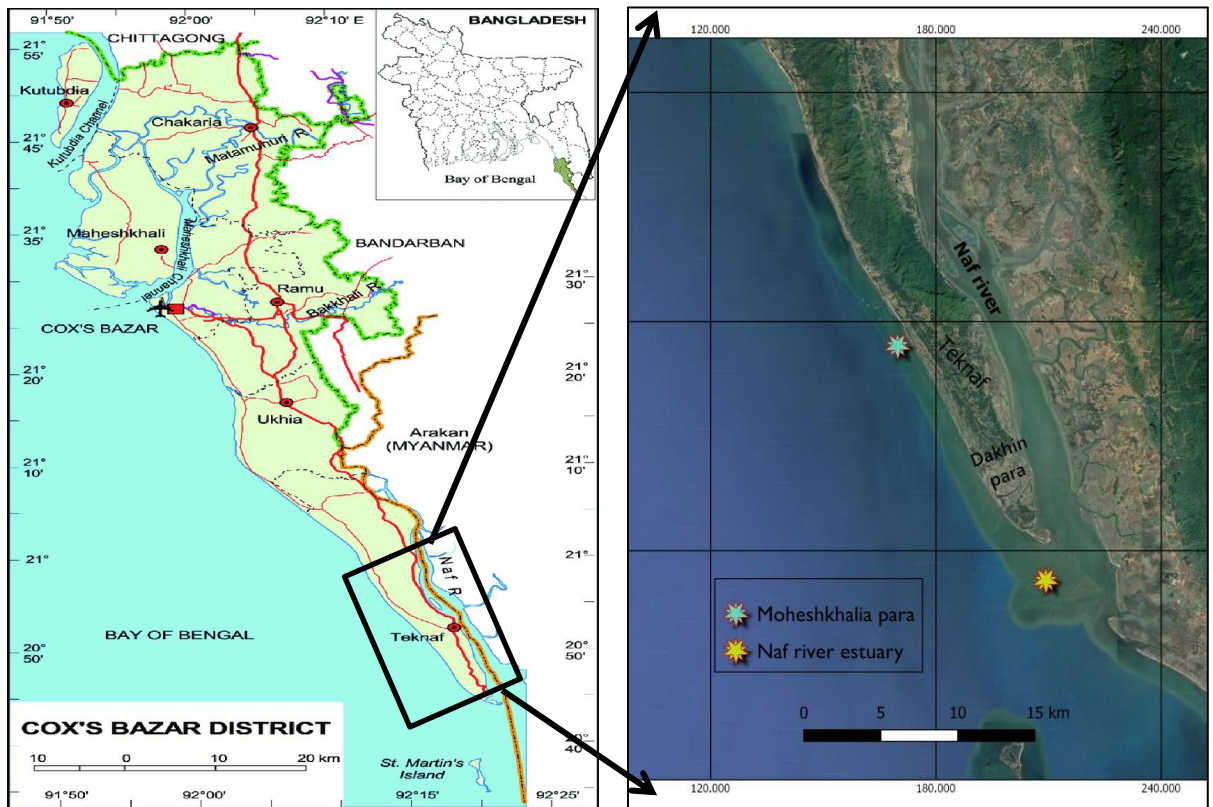 91°50'
92°00'
92°10' E
BANGLADESH
21°
55'
CHITTAGONG
Kutubdia
Kutubdia Channel
Chakaria
Matamuhuri R
21°
45'
Bay of Bengal
21°
35'
Maheshkhali
Maheshkhali Channel
BANDARBAN
21°
30'
Ramu
Bakkhali R
COX'S BAZAR
21°
20'
21°
20'
Ukhia
Arakan
(MYANMAR)
21°
10'
21°
10'
21°
21°
Naf R
BAY OF BENGAL
Teknaf
20°
50'
20°
50'
COX'S BAZAR DISTRICT
10 0 10 20 km
40'
St. Martin's
Island
91°50'
92°00'
92°15'
92°25'
120.000
180.000
240.000
Naf river
Teknaf
Dakhin
para
Moheshkhalia para
Naf river estuary
0 5 10 15 km
120.000
180.000
240.000